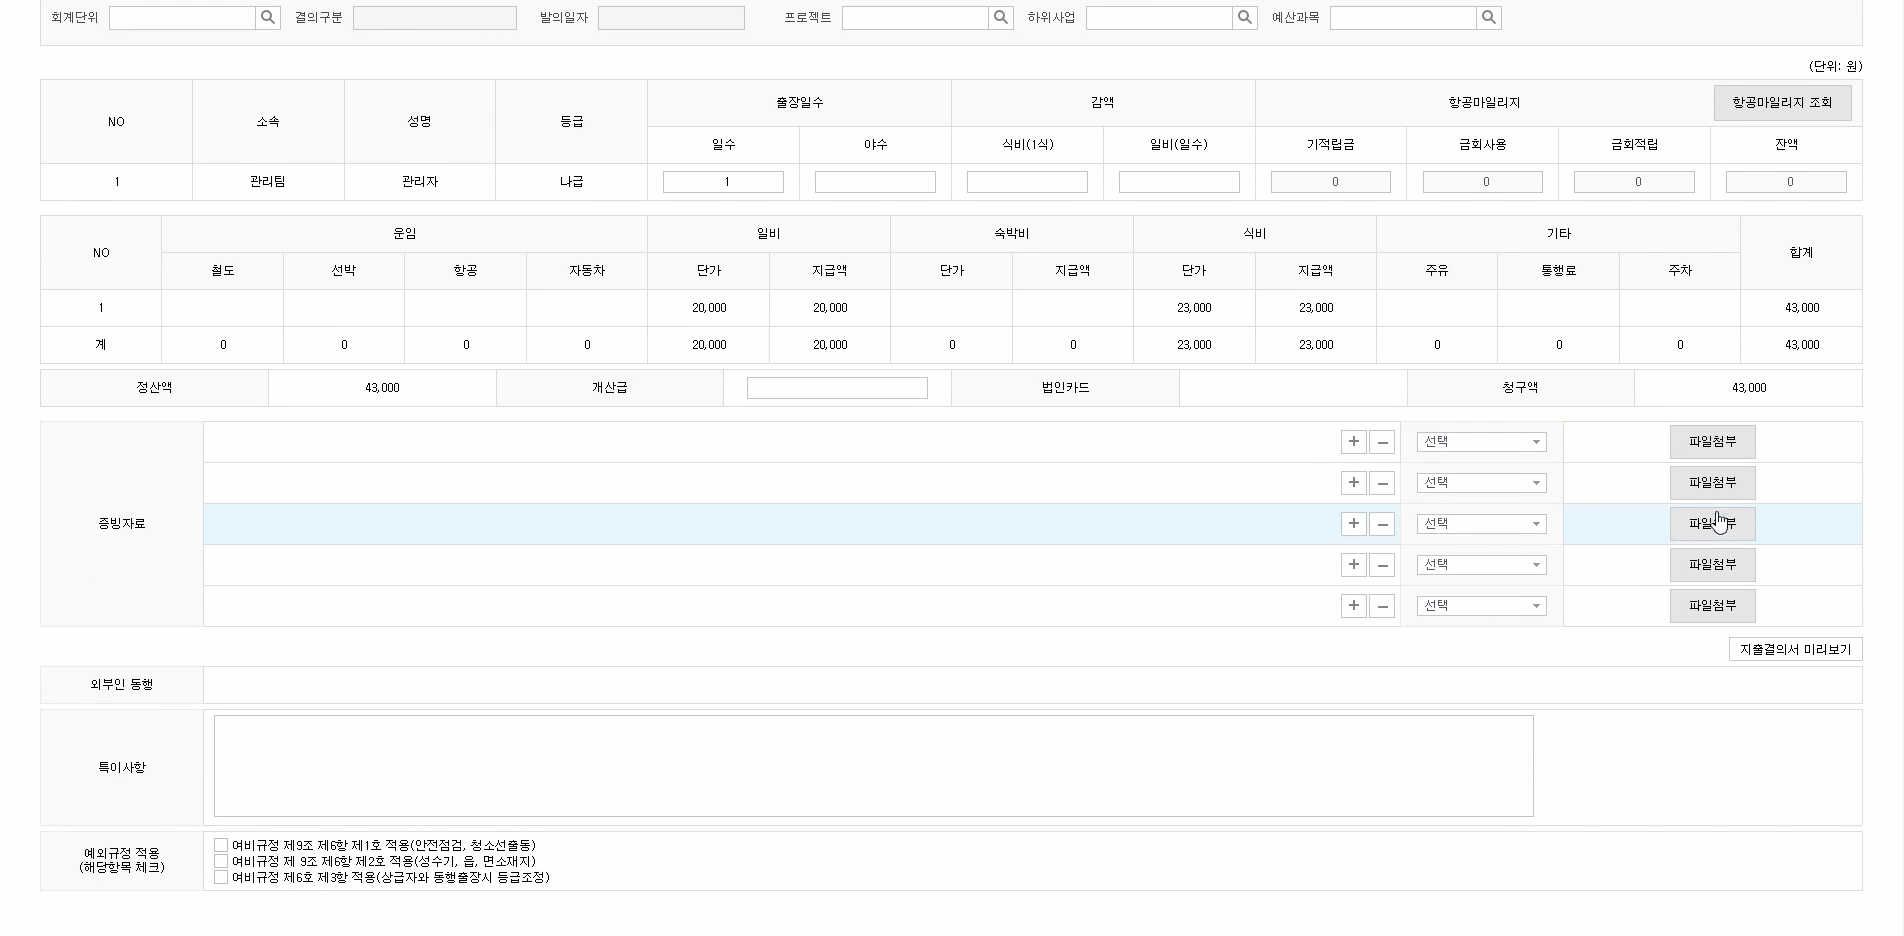 회계단위 결의구분 발의일자 프로젝트 하위사업 예산과목
(단위: 원)
NO 소속 성명 등급 출장일수 감액 항공마일리지 항공마일리지 조회
일수 야수 식비(1식) 일비(일수) 기적립금 금회사용 금회적립 잔액
1 관리팀 관리자 나급 1 0 0 0 0
NO 운임 일비 숙박비 식비 기타 합계
철도 선박 항공 자동차 단가 지급액 단가 지급액 단가 지급액 주유 통행료 주차
1 20,000 20,000 23,000 23,000 43,000
계 0 0 0 0 20,000 20,000 0 0 23,000 23,000 0 0 0 43,000
정산액 43,000 개산급 법인카드 청구액 43,000
증빙자료
+ − 선택 파일첨부
+ − 선택 파일첨부
+ − 선택 파일첨부
+ − 선택 파일첨부
+ − 선택 파일첨부
지출결의서 미리보기
외부인 동행
특이사항
예외규정 적용
(해당항목 체크)
여비규정 제9조 제6항 제1호 적용(안전점검, 청소선출동)
여비규정 제 9조 제6항 제2호 적용(성수기, 읍, 면소재지)
여비규정 제6호 제3항 적용(상급자와 동행출장시 등급조정)